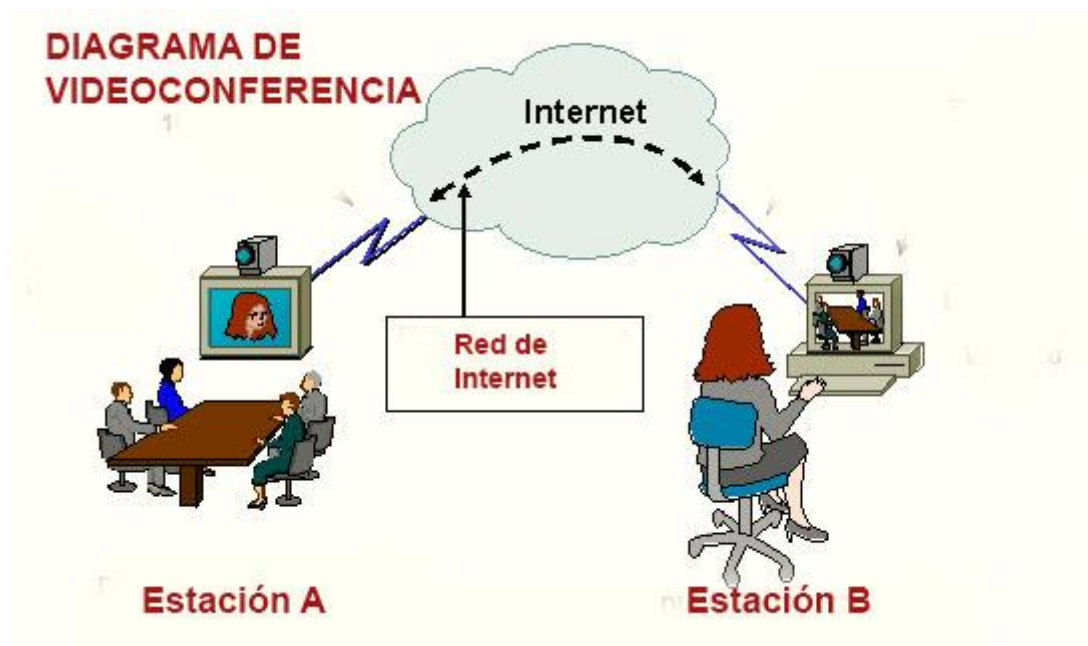 DIAGRAMA DE
VIDEOCONFERENCIA
Internet
Red de
Internet
Estación A
Estación B